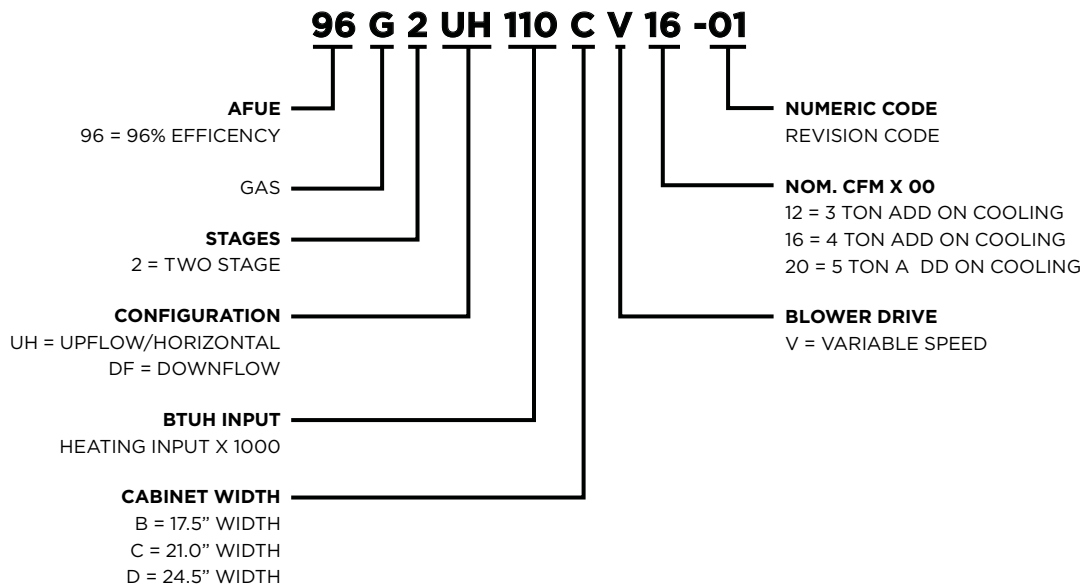 96 G 2 UH 110 C V 16 -01
AFUE
96 = 96% EFFICENCY
GAS
STAGES
2 = TWO STAGE
CONFIGURATION
UH = UPFLOW/HORIZONTAL
DF = DOWNFLOW
BTUH INPUT
HEATING INPUT X 1000
CABINET WIDTH
B = 17.5” WIDTH
C = 21.0” WIDTH
D = 24.5” WIDTH
NUMERIC CODE
REVISION CODE
NOM. CFM X 00
12 = 3 TON ADD ON COOLING
16 = 4 TON ADD ON COOLING
20 = 5 TON A DD ON COOLING
BLOWER DRIVE
V = VARIABLE SPEED